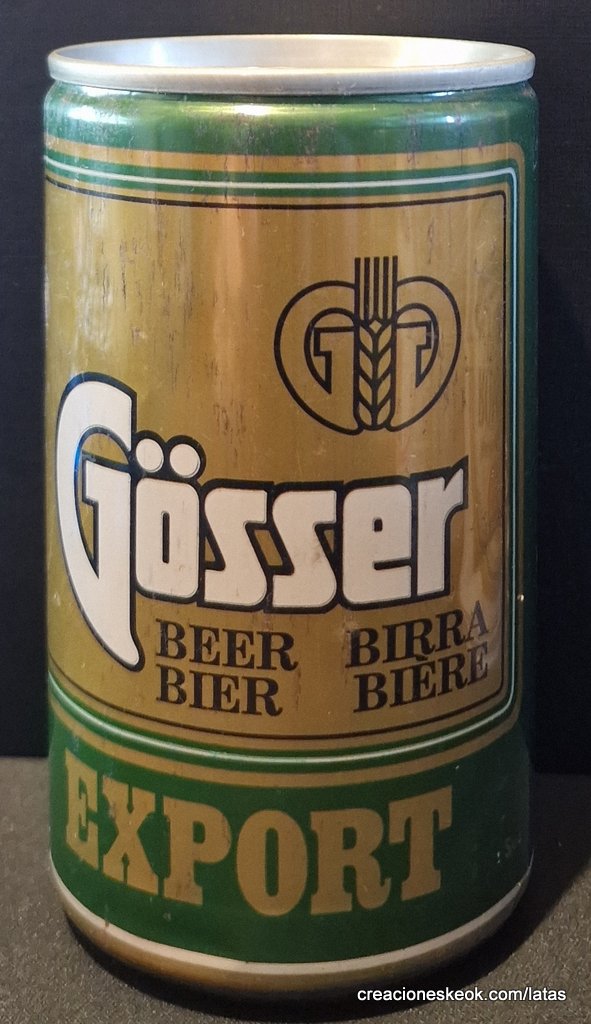 G G
Gösser
BEER BIRRA
BIER BIÈRE
EXPORT
creacioneskeok.com/latas